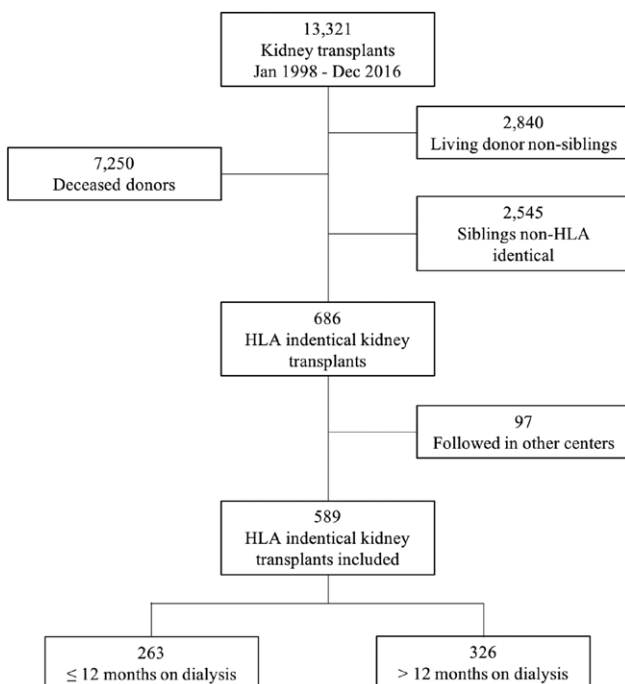 13,321
Kidney transplants
Jan 1998 - Dec 2016
2,840
Living donor non-siblings
7,250
Deceased donors
2,545
Siblings non-HLA
identical
686
HLA indentical kidney
transplants
97
Followed in other centers
589
HLA indentical kidney
transplants included
263
≤ 12 months on dialysis
326
> 12 months on dialysis